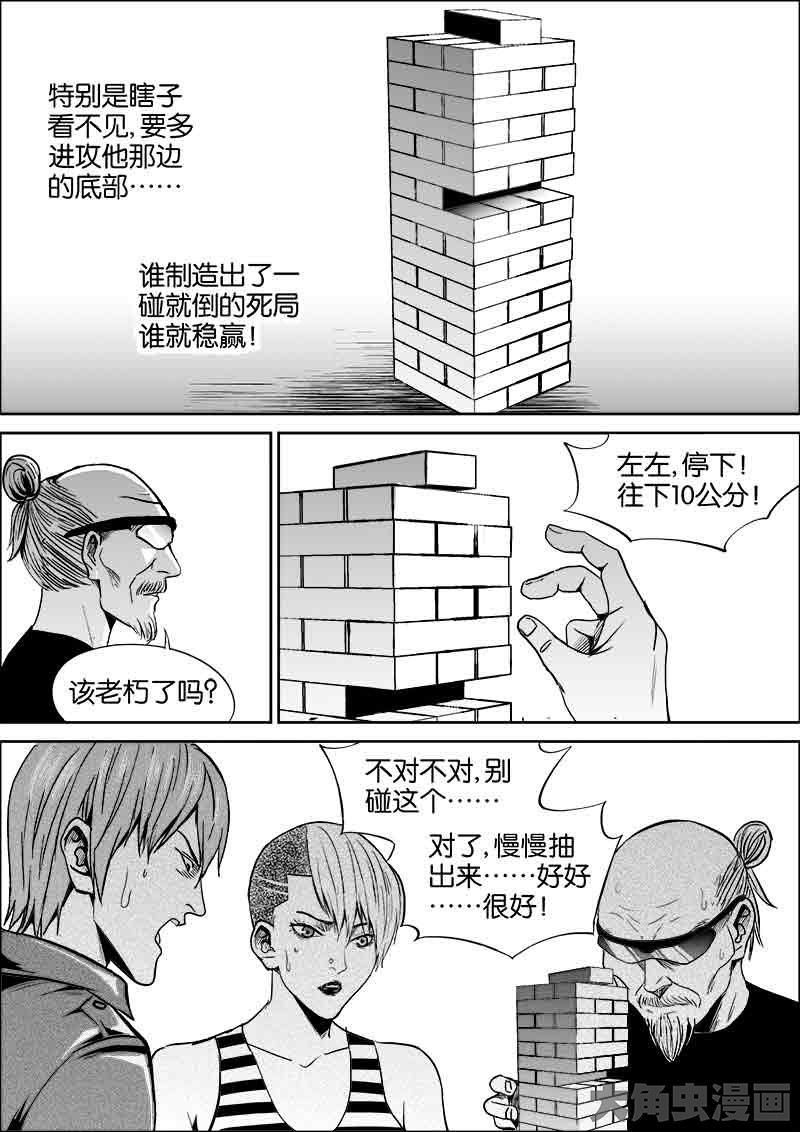 特别是瞎子
看不见,要多
进攻他那边
的底部……
谁制造出了一
碰就倒的死局
谁就稳赢!
该老朽了吗?
左左,停下!
往下10公分!
不对不对,别
碰这个……
对了,慢慢抽
出来……好好
……很好!
大角虫漫画